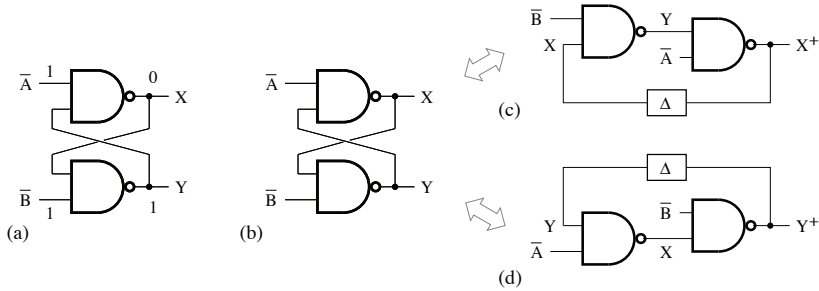 A̅ 1 0 X
B̅ 1 1 Y
(a)
A̅ X
B̅ Y
(b)
B̅ Y
X A̅ X+
Δ
(c)
Δ
Y B̅ Y+
A̅ X
(d)